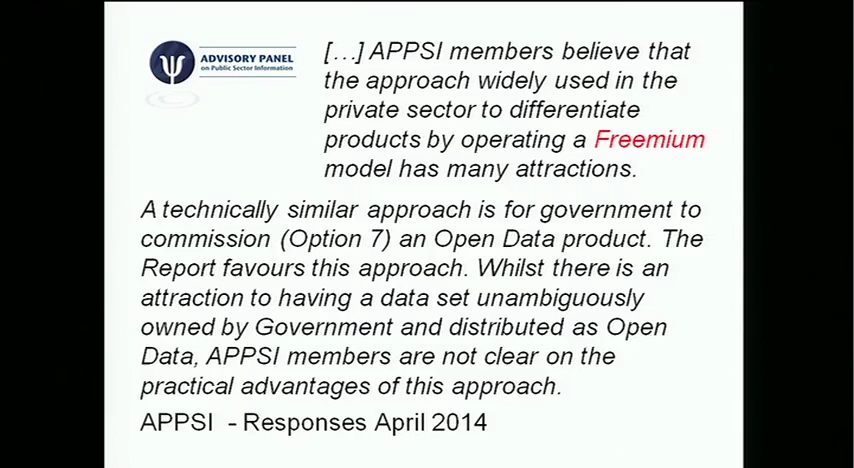 ADVISORY PANEL
on Public Sector Information
[...] APPSI members believe that
the approach widely used in the
private sector to differentiate
products by operating a Freemium
model has many attractions.
A technically similar approach is for government to
commission (Option 7) an Open Data product. The
Report favours this approach. Whilst there is an
attraction to having a data set unambiguously
owned by Government and distributed as Open
Data, APPSI members are not clear on the
practical advantages of this approach.
APPSI - Responses April 2014